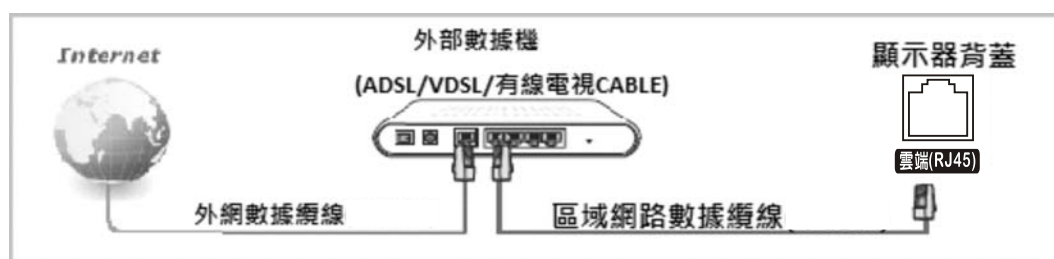 Internet
外部數據機
(ADSL/VDSL/有線電視CABLE)
顯示器背蓋
雲端(RJ45)
外網數據纜線
區域網路數據纜線